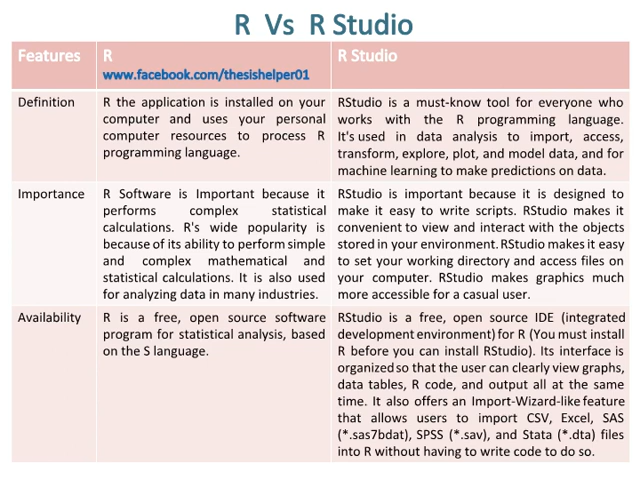 R Vs R Studio
Features
R
www.facebook.com/thesishelper01
R Studio
Definition
R the application is installed on your
computer and uses your personal
computer resources to process R
programming language.
RStudio is a must-know tool for everyone who
works with the R programming language.
It's used in data analysis to import, access,
transform, explore, plot, and model data, and for
machine learning to make predictions on data.
Importance
R Software is Important because it
performs complex statistical
calculations. R's wide popularity is
because of its ability to perform simple
and complex mathematical and
statistical calculations. It is also used
for analyzing data in many industries.
RStudio is important because it is designed to
make it easy to write scripts. RStudio makes it
convenient to view and interact with the objects
stored in your environment. RStudio makes it easy
to set your working directory and access files on
your computer. RStudio makes graphics much
more accessible for a casual user.
Availability
R is a free, open source software
program for statistical analysis, based
on the S language.
RStudio is a free, open source IDE (integrated
development environment) for R (You must install
R before you can install RStudio). Its interface is
organized so that the user can clearly view graphs,
data tables, R code, and output all at the same
time. It also offers an Import-Wizard-like feature
that allows users to import CSV, Excel, SAS
(*.sas7bdat), SPSS (*.sav), and Stata (*.dta) files
into R without having to write code to do so.